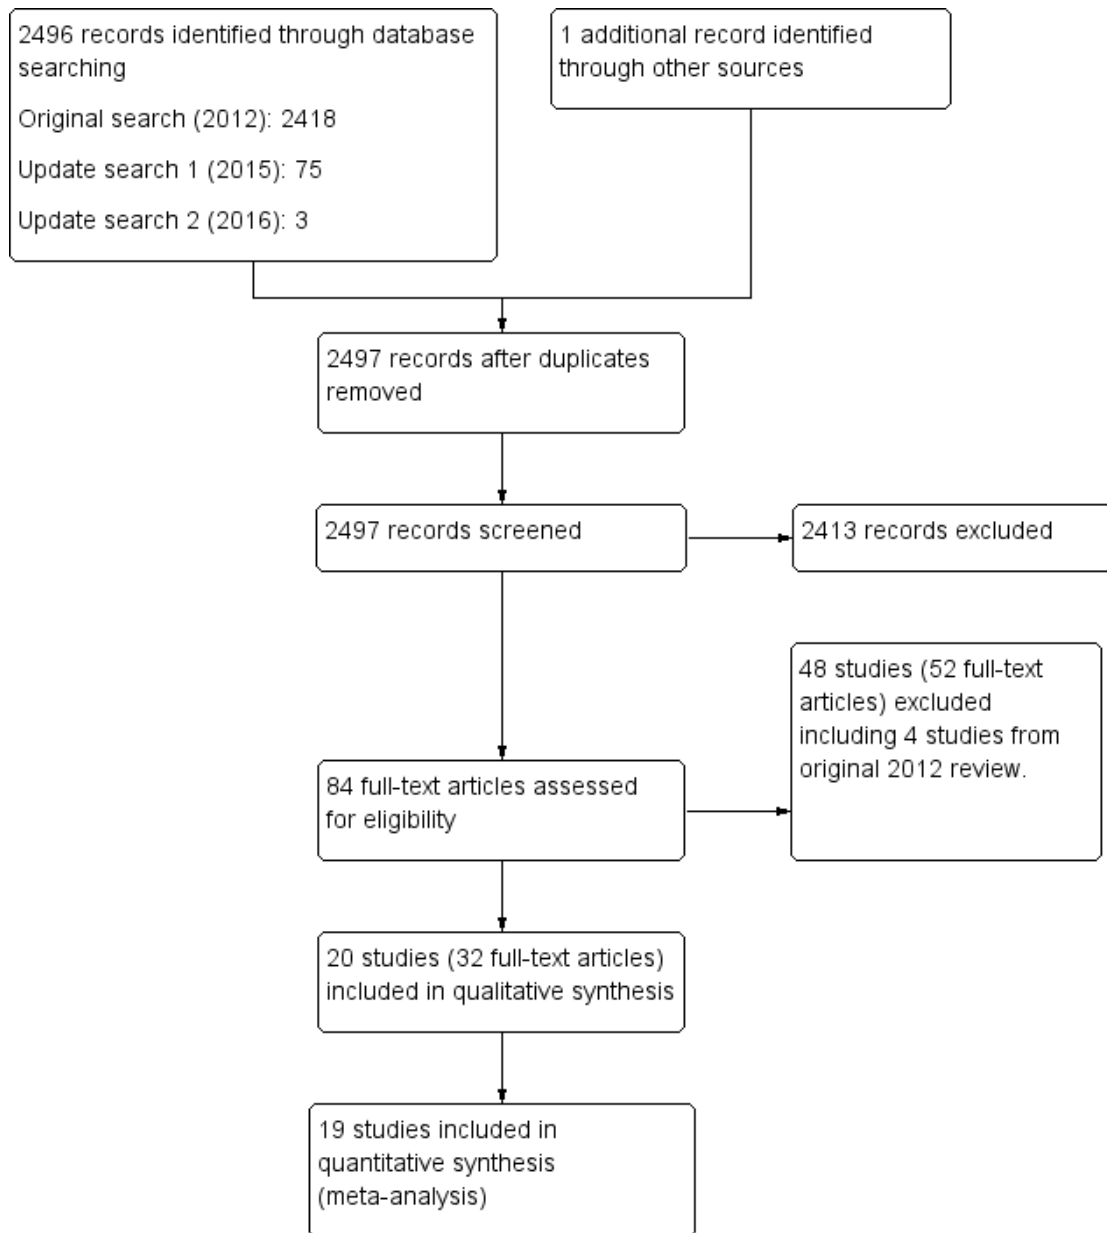 2496 records identified through database
searching
Original search (2012): 2418
Update search 1 (2015): 75
Update search 2 (2016): 3
1 additional record identified
through other sources
2497 records after duplicates
removed
2497 records screened
2413 records excluded
84 full-text articles assessed
for eligibility
48 studies (52 full-text
articles) excluded
including 4 studies from
original 2012 review.
20 studies (32 full-text articles)
included in qualitative synthesis
19 studies included in
quantitative synthesis
(meta-analysis)